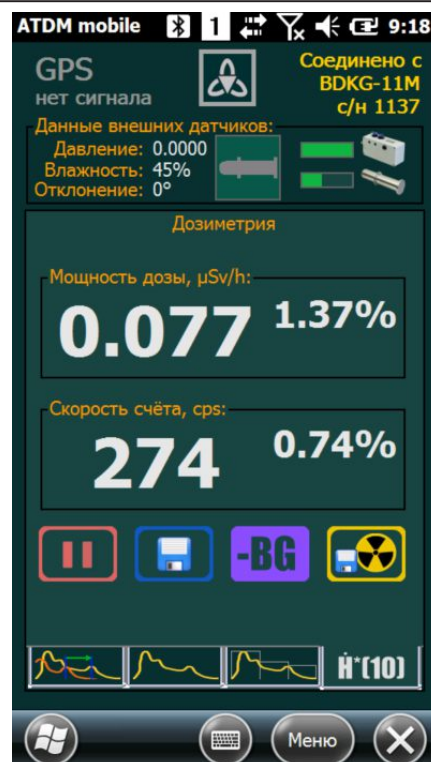 ATDM mobile 1 9:18
GPS
нет сигнала
Соединено с
BDKG-11M
с/н 1137
Данные внешних датчиков:
Давление: 0.0000
Влажность: 45%
Отклонение: 0°
Дозиметрия
Мощность дозы, µSv/h:
0.077 1.37%
Скорость счёта, cps:
274 0.74%
-BG
Ḣ*(10)
Меню